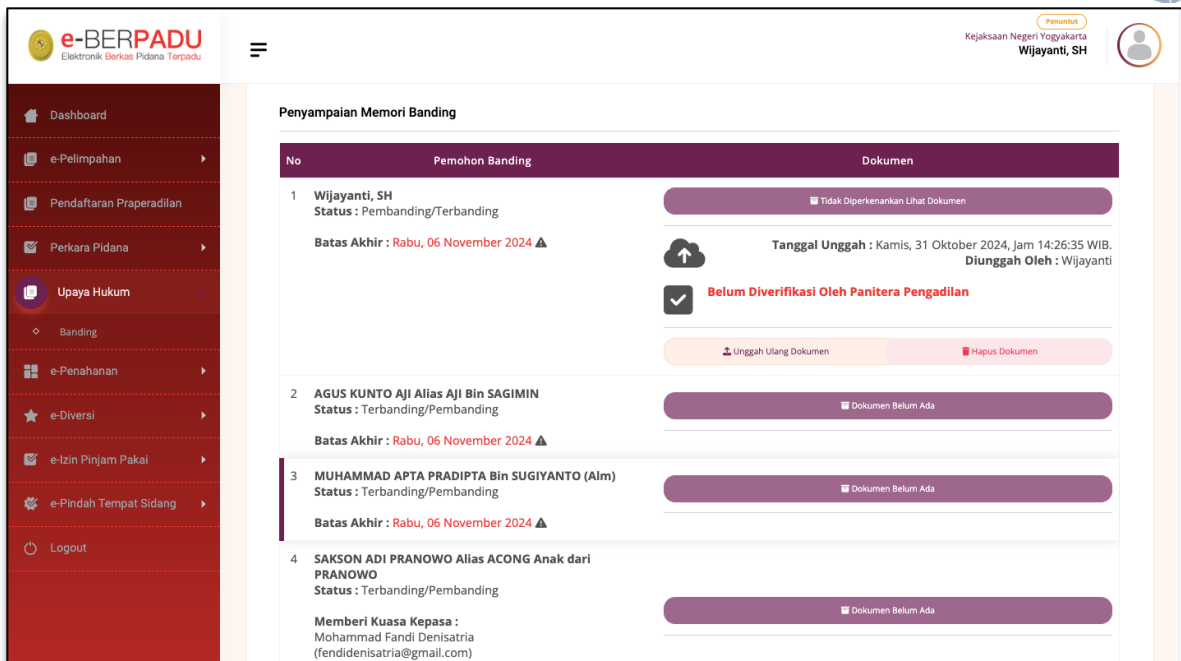 e-BERPADU
Elektronik Berkas Pidana Terpadu
Penuntut
Kejaksaan Negeri Yogyakarta
Wijayanti, SH
Dashboard
e-Pelimpahan
Pendaftaran Praperadilan
Perkara Pidana
Upaya Hukum
Banding
e-Penahanan
e-Diversi
e-Izin Pinjam Pakai
e-Pindah Tempat Sidang
Logout
Penyampaian Memori Banding
No Pemohon Banding Dokumen
1 Wijayanti, SH
Status : Pembanding/Terbanding
Batas Akhir : Rabu, 06 November 2024
Tidak Diperkenankan Lihat Dokumen
Tanggal Unggah : Kamis, 31 Oktober 2024, Jam 14:26:35 WIB.
Diunggah Oleh : Wijayanti
Belum Diverifikasi Oleh Panitera Pengadilan
Unggah Ulang Dokumen Hapus Dokumen
2 AGUS KUNTO AJI Alias AJI Bin SAGIMIN
Status : Terbanding/Pembanding
Batas Akhir : Rabu, 06 November 2024
Dokumen Belum Ada
3 MUHAMMAD APTA PRADIPTA Bin SUGIYANTO (Alm)
Status : Terbanding/Pembanding
Batas Akhir : Rabu, 06 November 2024
Dokumen Belum Ada
4 SAKSON ADI PRANOWO Alias ACONG Anak dari
PRANOWO
Status : Terbanding/Pembanding
Memberi Kuasa Kepasa :
Mohammad Fandi Denisatria
(fendidenisatria@gmail.com)
Dokumen Belum Ada